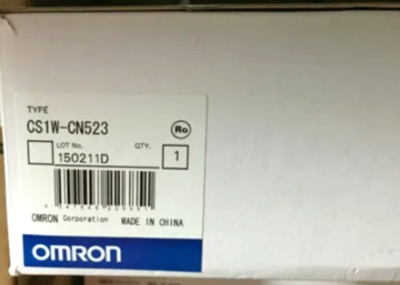 TYPE
CS1W-CN523
Ro
LOT No. QTY.
150211D 1
OMRON Corporation MADE IN CHINA
OMRON